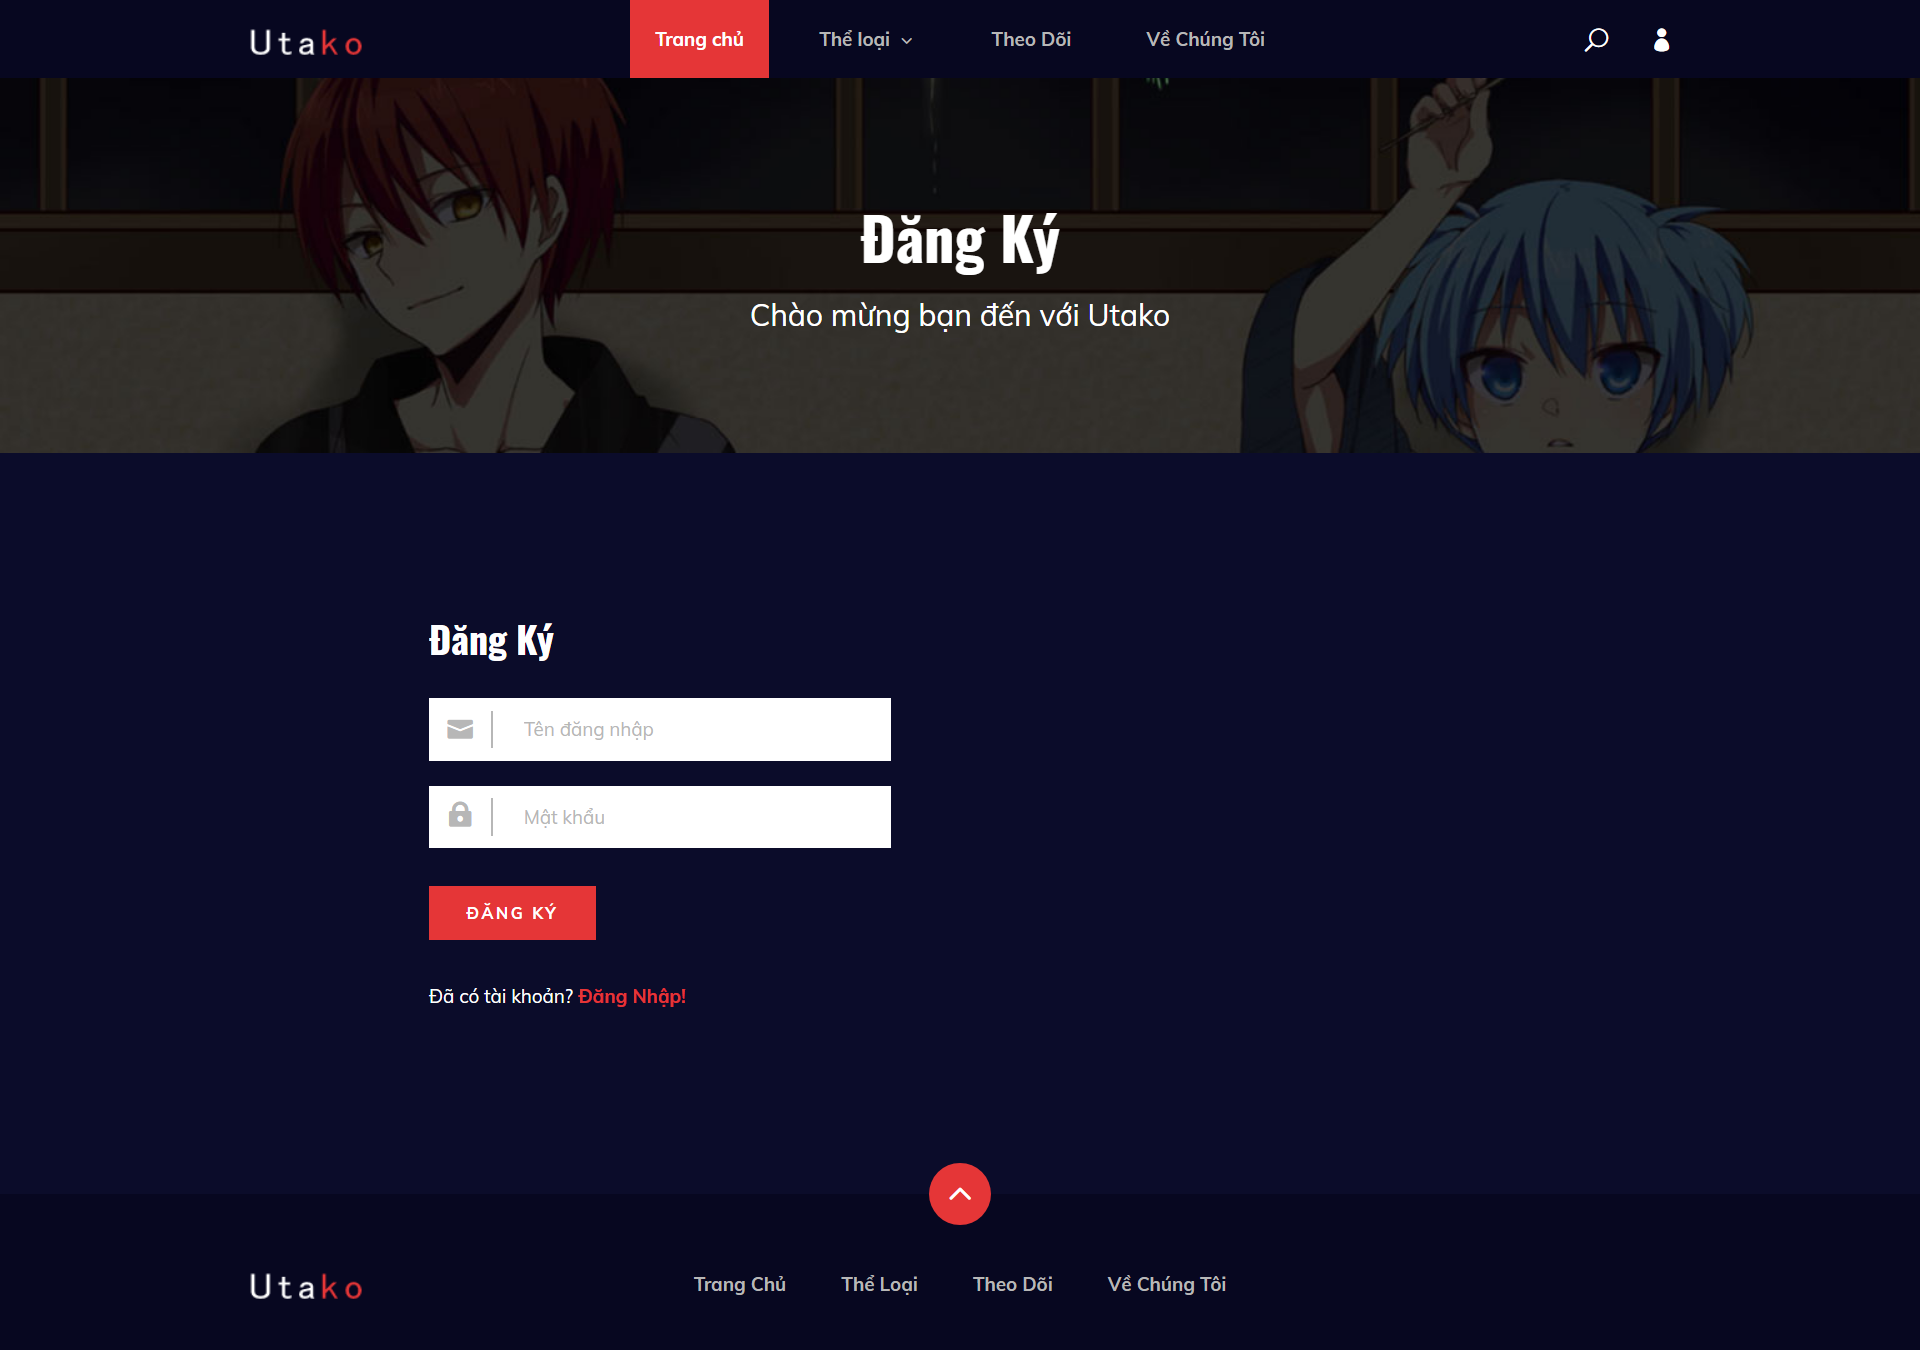 Utako
Trang chủ
Thể loại
Theo Dõi
Về Chúng Tôi
Đăng Ký
Chào mừng bạn đến với Utako
Đăng Ký
Tên đăng nhập
Mật khẩu
ĐĂNG KÝ
Đã có tài khoản? Đăng Nhập!
Utako
Trang Chủ
Thể Loại
Theo Dõi
Về Chúng Tôi